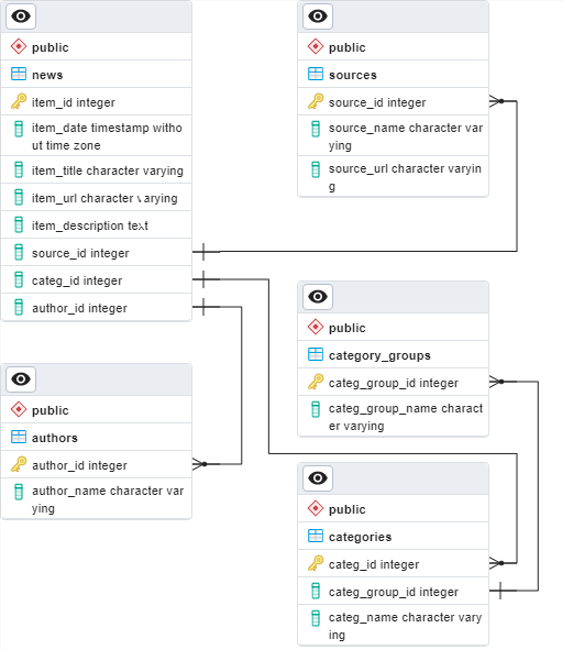 public
news
item_id integer
item_date timestamp witho
ut time zone
item_title character varying
item_url character varying
item_description text
source_id integer
categ_id integer
author_id integer
public
authors
author_id integer
author_name character var
ying
public
sources
source_id integer
source_name character var
ying
source_url character varyin
g
public
category_groups
categ_group_id integer
categ_group_name charact
er varying
public
categories
categ_id integer
categ_group_id integer
categ_name character vary
ing